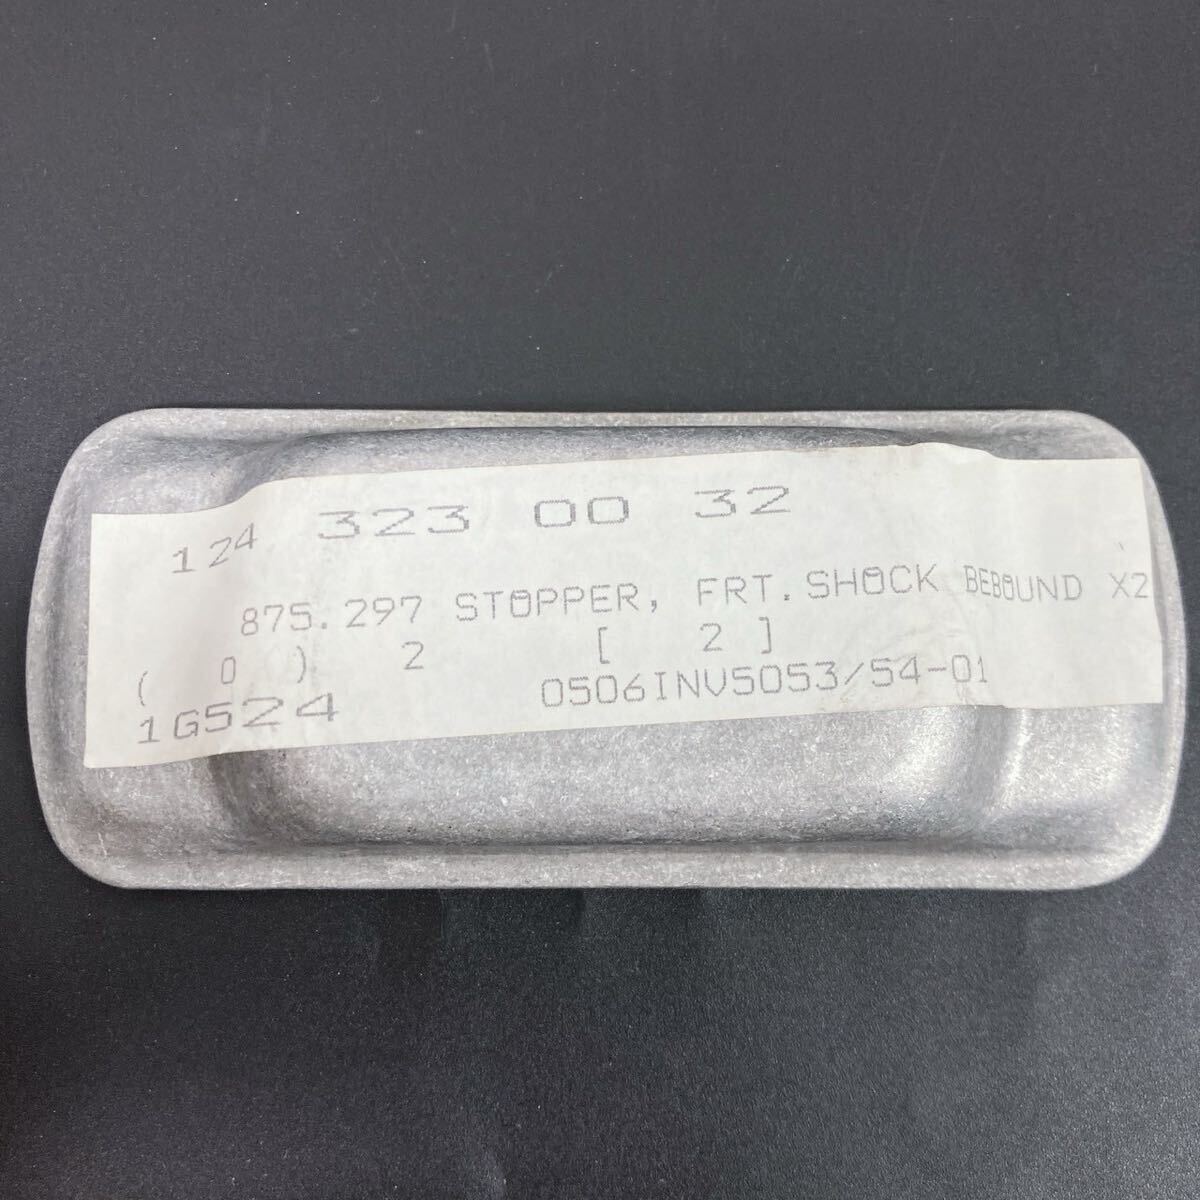 124 323 00 32
875.297 STOPPER, FRT.SHOCK BEBOUND X2
( 0 ) 2 [ 2 ]
1G524 0506INV5053/54-01